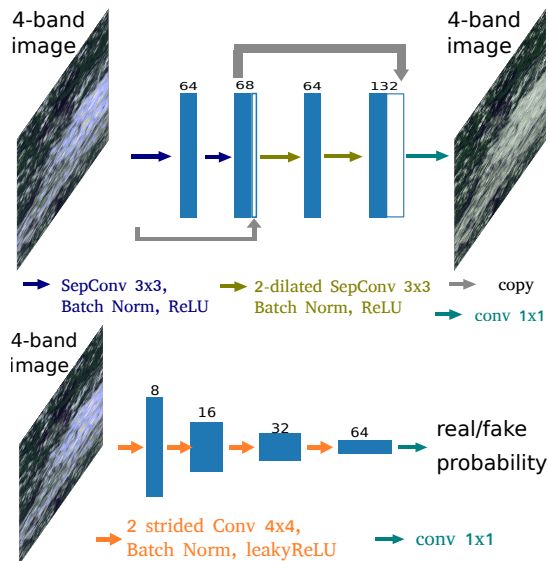 4-band
image
4-band
image
64
68
64
132
SepConv 3x3,
Batch Norm, ReLU
2-dilated SepConv 3x3
Batch Norm, ReLU
copy
conv 1x1
4-band
image
8
16
32
64
real/fake
probability
2 strided Conv 4x4,
Batch Norm, leakyReLU
conv 1x1